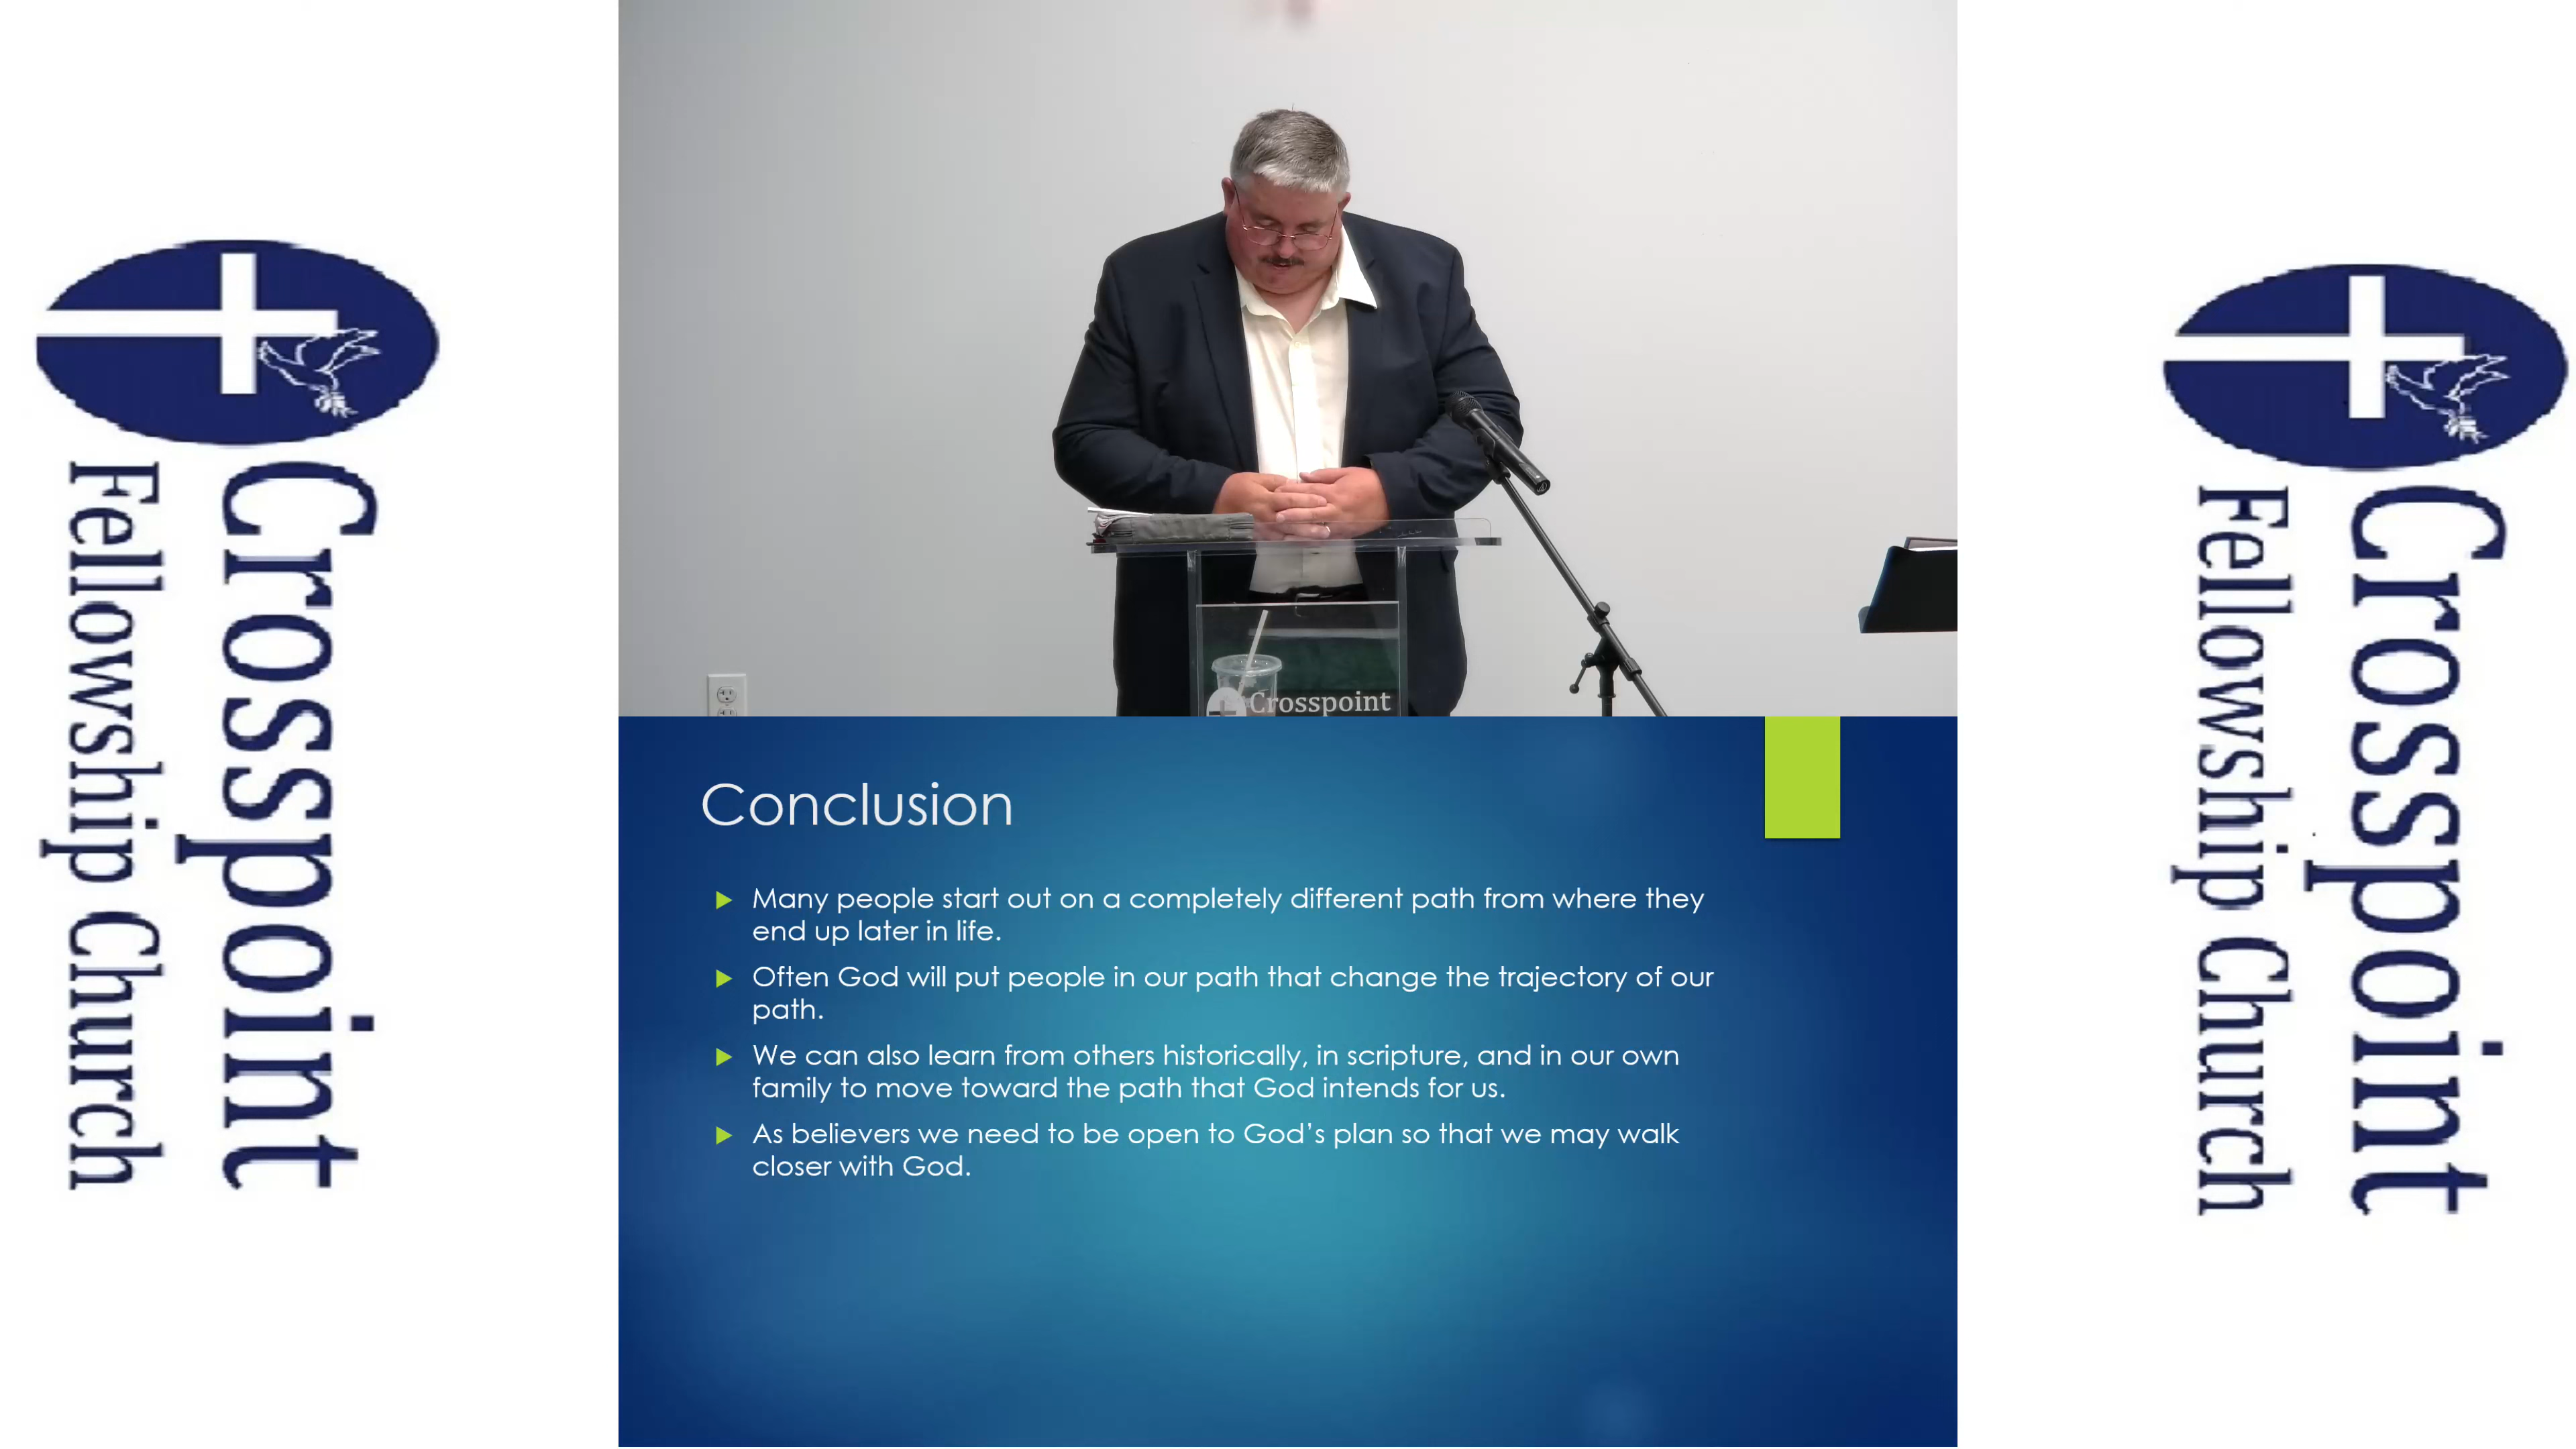 Crosspoint
Fellowship Church
Crosspoint
Conclusion
Many people start out on a completely different path from where they
end up later in life.
Often God will put people in our path that change the trajectory of our
path.
We can also learn from others historically, in scripture, and in our own
family to move toward the path that God intends for us.
As believers we need to be open to God’s plan so that we may walk
closer with God.
Crosspoint
Fellowship Church